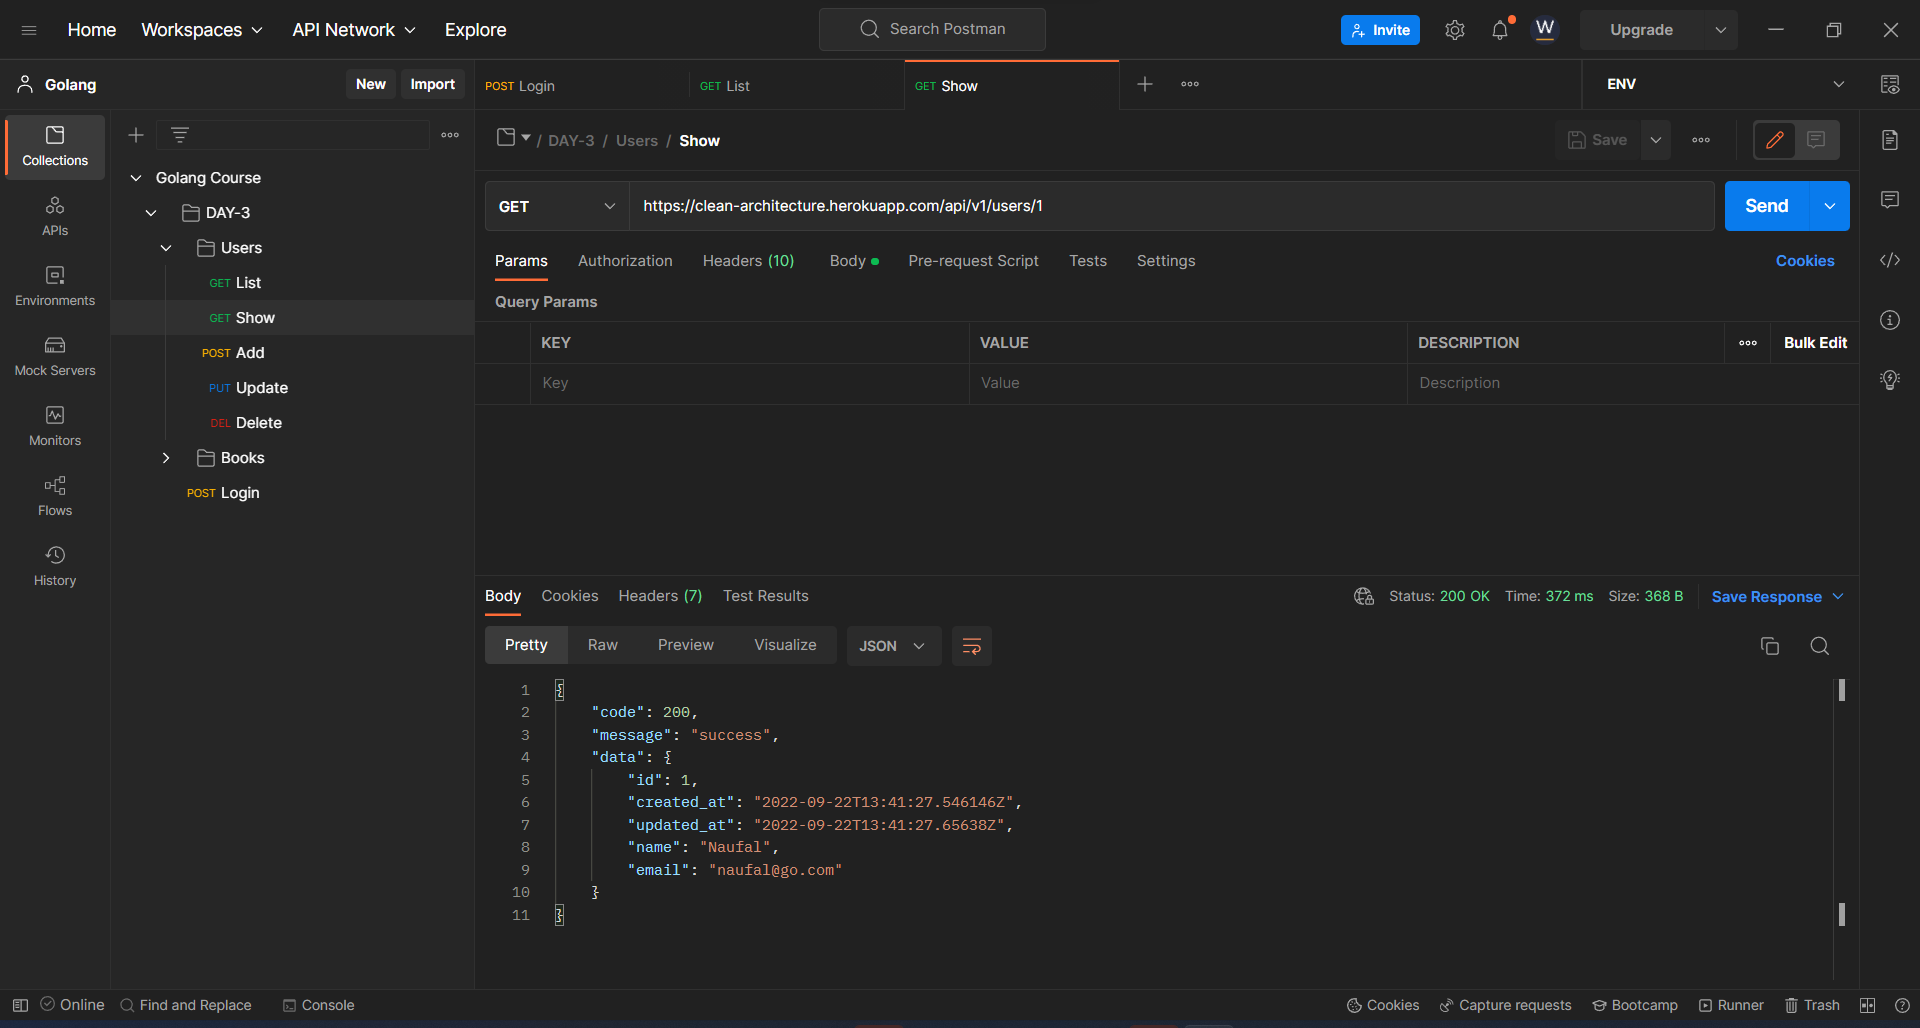 Home Workspaces API Network Explore Search Postman Invite W Upgrade
Golang New Import POST Login GET List GET Show ENV
Collections
APIs
Environments
Mock Servers
Monitors
Flows
History
Golang Course
DAY-3
Users
GET List
GET Show
POST Add
PUT Update
DEL Delete
Books
POST Login
/ DAY-3 / Users / Show Save
GET https://clean-architecture.herokuapp.com/api/v1/users/1 Send
Params Authorization Headers (10) Body Pre-request Script Tests Settings Cookies
Query Params
KEY VALUE DESCRIPTION Bulk Edit
Key Value Description
Body Cookies Headers (7) Test Results Status: 200 OK Time: 372 ms Size: 368 B Save Response
Pretty Raw Preview Visualize JSON
1 {
2 "code": 200,
3 "message": "success",
4 "data": {
5 "id": 1,
6 "created_at": "2022-09-22T13:41:27.546146Z",
7 "updated_at": "2022-09-22T13:41:27.65638Z",
8 "name": "Naufal",
9 "email": "naufal@go.com"
10 }
11 }
Online Find and Replace Console Cookies Capture requests Bootcamp Runner Trash